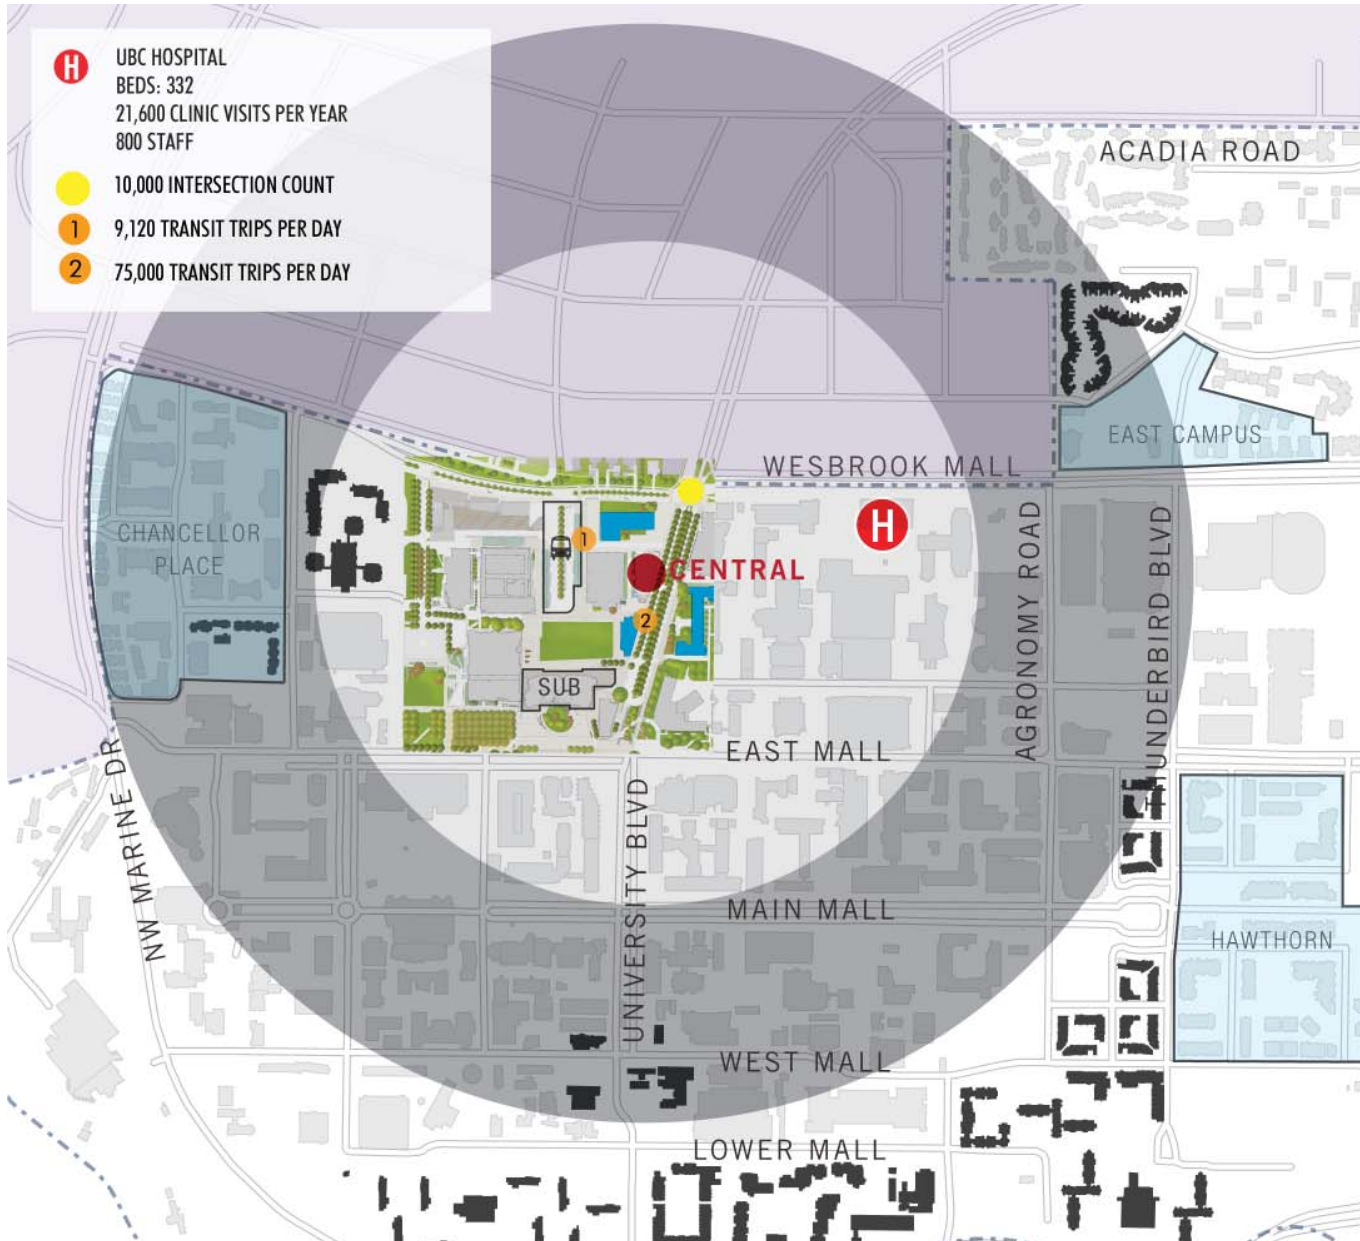 H
UBC HOSPITAL
BEDS: 332
21,600 CLINIC VISITS PER YEAR
800 STAFF
10,000 INTERSECTION COUNT
1
9,120 TRANSIT TRIPS PER DAY
2
75,000 TRANSIT TRIPS PER DAY
ACADIA ROAD
EAST CAMPUS
WESBROOK MALL
H
CHANCELLOR
PLACE
1
CENTRAL
2
SUB
AGRONOMY ROAD
UNDERBIRD BLVD
EAST MALL
NW MARINE DR
UNIVERSITY BLVD
MAIN MALL
HAWTHORN
WEST MALL
LOWER MALL